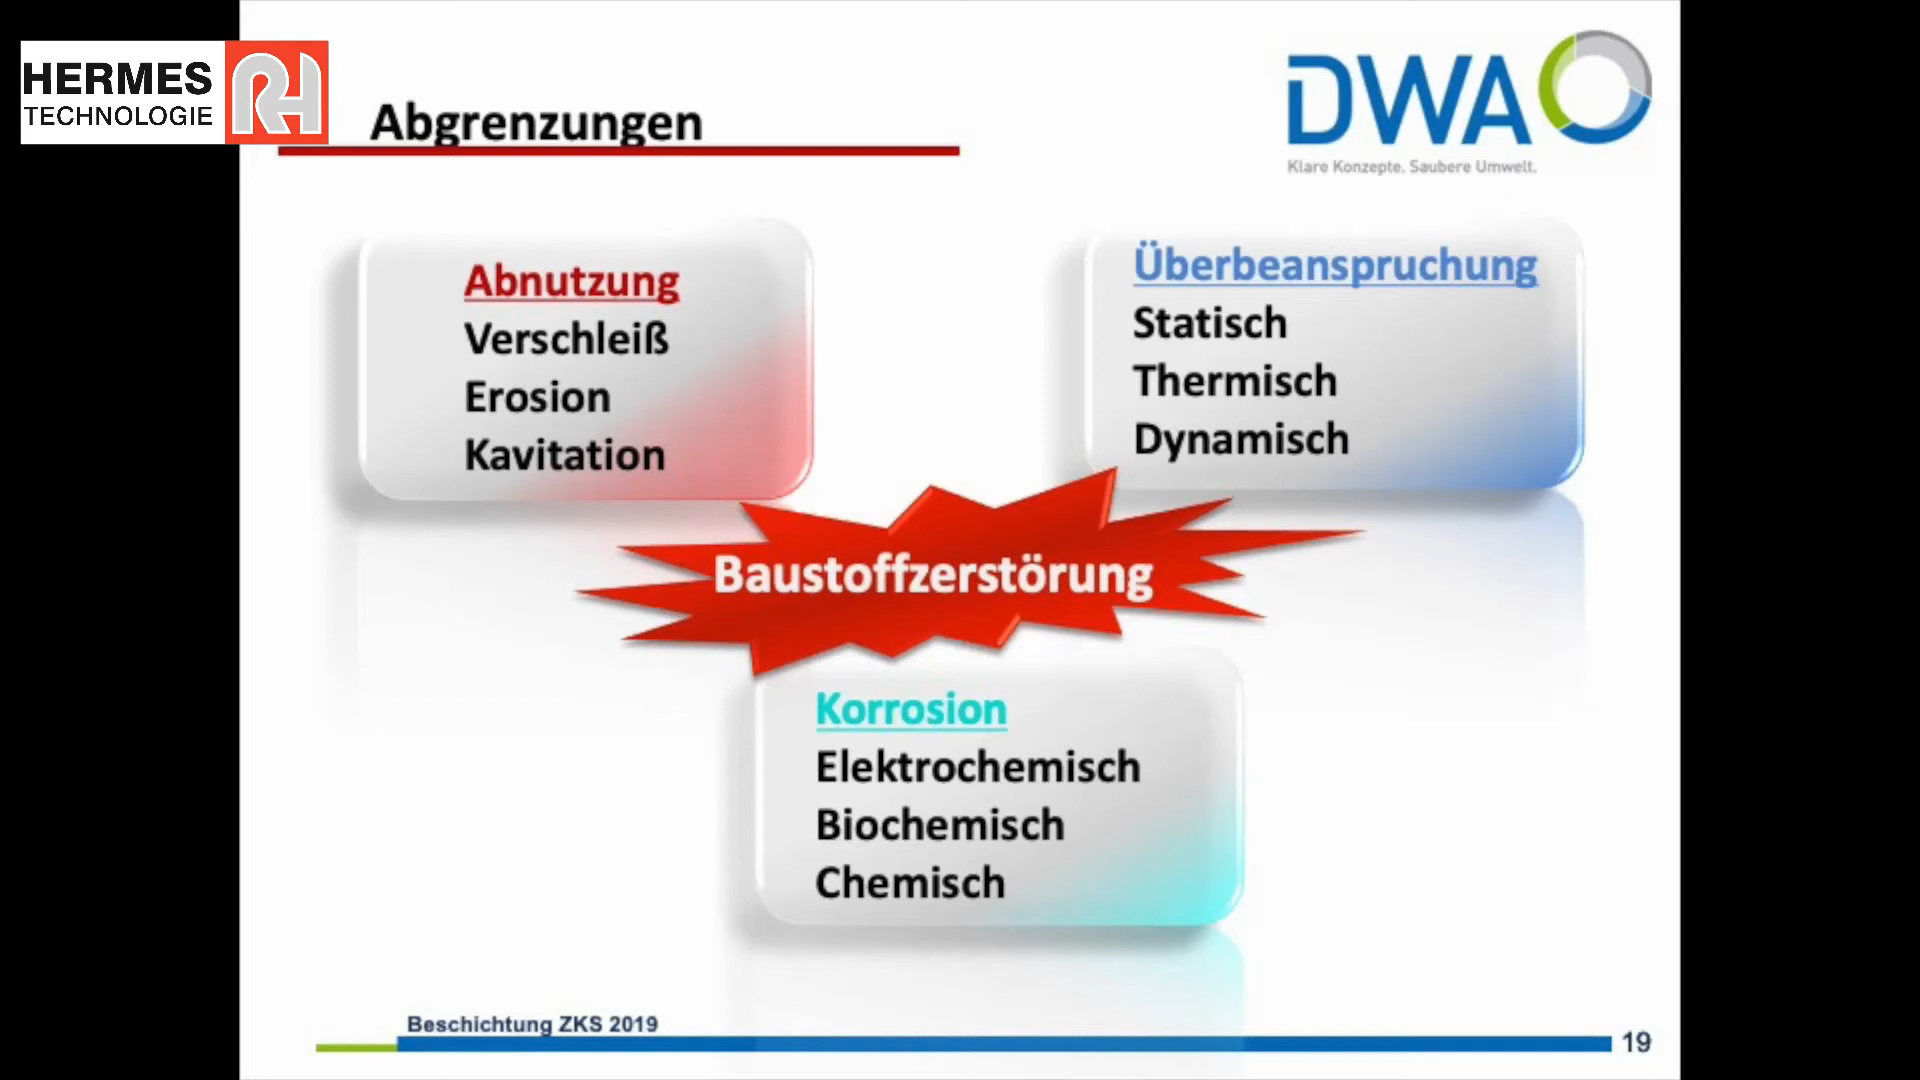 HERMES
TECHNOLOGIE
Abgrenzungen
DWA
Klare Konzepte. Saubere Umwelt.
Abnutzung
Verschleiß
Erosion
Kavitation
Überbeanspruchung
Statisch
Thermisch
Dynamisch
Baustoffzerstörung
Korrosion
Elektrochemisch
Biochemisch
Chemisch
Beschichtung ZKS 2019
19